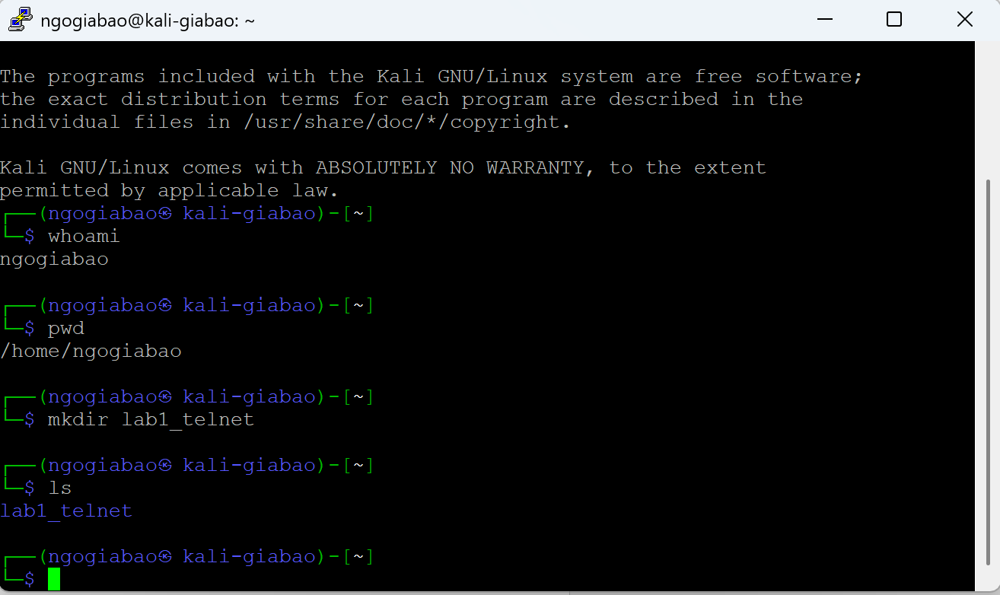 ngogiabao@kali-giabao: ~
The programs included with the Kali GNU/Linux system are free software;
the exact distribution terms for each program are described in the
individual files in /usr/share/doc/*/copyright.
Kali GNU/Linux comes with ABSOLUTELY NO WARRANTY, to the extent
permitted by applicable law.
┌──(ngogiabao㉿ kali-giabao)-[~]
└─$ whoami
ngogiabao
┌──(ngogiabao㉿ kali-giabao)-[~]
└─$ pwd
/home/ngogiabao
┌──(ngogiabao㉿ kali-giabao)-[~]
└─$ mkdir lab1_telnet
┌──(ngogiabao㉿ kali-giabao)-[~]
└─$ ls
lab1_telnet
┌──(ngogiabao㉿ kali-giabao)-[~]
└─$